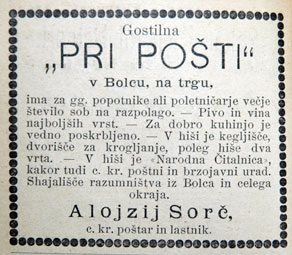 Gostilna
„PRI POŠTI“
v Bolcu, na trgu,
ima za gg. popotnike ali poletničarje večje
število sob na razpolago. — Pivo in vina
najboljših vrst. — Za dobro kuhinjo je
vedno poskrbljeno. — V hiši je kegljišče,
dvorišče za krogljanje, poleg hiše dva
vrta. — V hiši je «Narodna Čitalnica»,
kakor tudi c. kr. poštni in brzojavni urad.
Shajališče razumništva iz Bolca in celega
okraja.
Alojzij Sorč,
c. kr. poštar in lastnik.